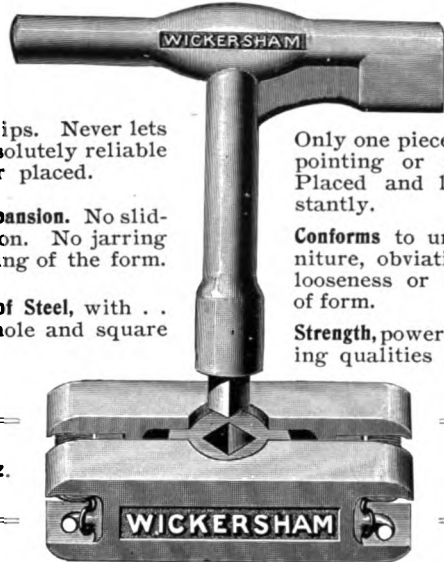 WICKERSHAM
ips. Never lets
solutely reliable
r placed.
pansion. No slid-
on. No jarring
ng of the form.
of Steel, with . .
hole and square
z.
Only one piece
pointing or
Placed and l
stantly.
Conforms to un
niture, obviati
looseness or
of form.
Strength, power
ing qualities
WICKERSHAM